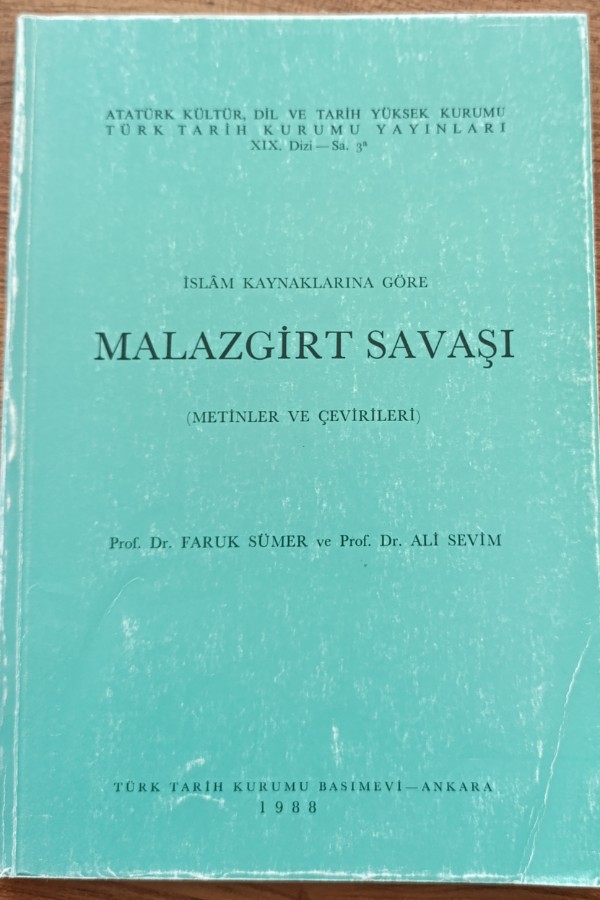 ATATÜRK KÜLTÜR, DİL VE TARİH YÜKSEK KURUMU
TÜRK TARİH KURUMU YAYINLARI
XIX. Dizi — Sa. 3ª
İSLÂM KAYNAKLARINA GÖRE
MALAZGİRT SAVAŞI
(METİNLER VE ÇEVİRİLERİ)
Prof. Dr. FARUK SÜMER ve Prof. Dr. ALİ SEVİM
TÜRK TARİH KURUMU BASIMEVİ — ANKARA
1988